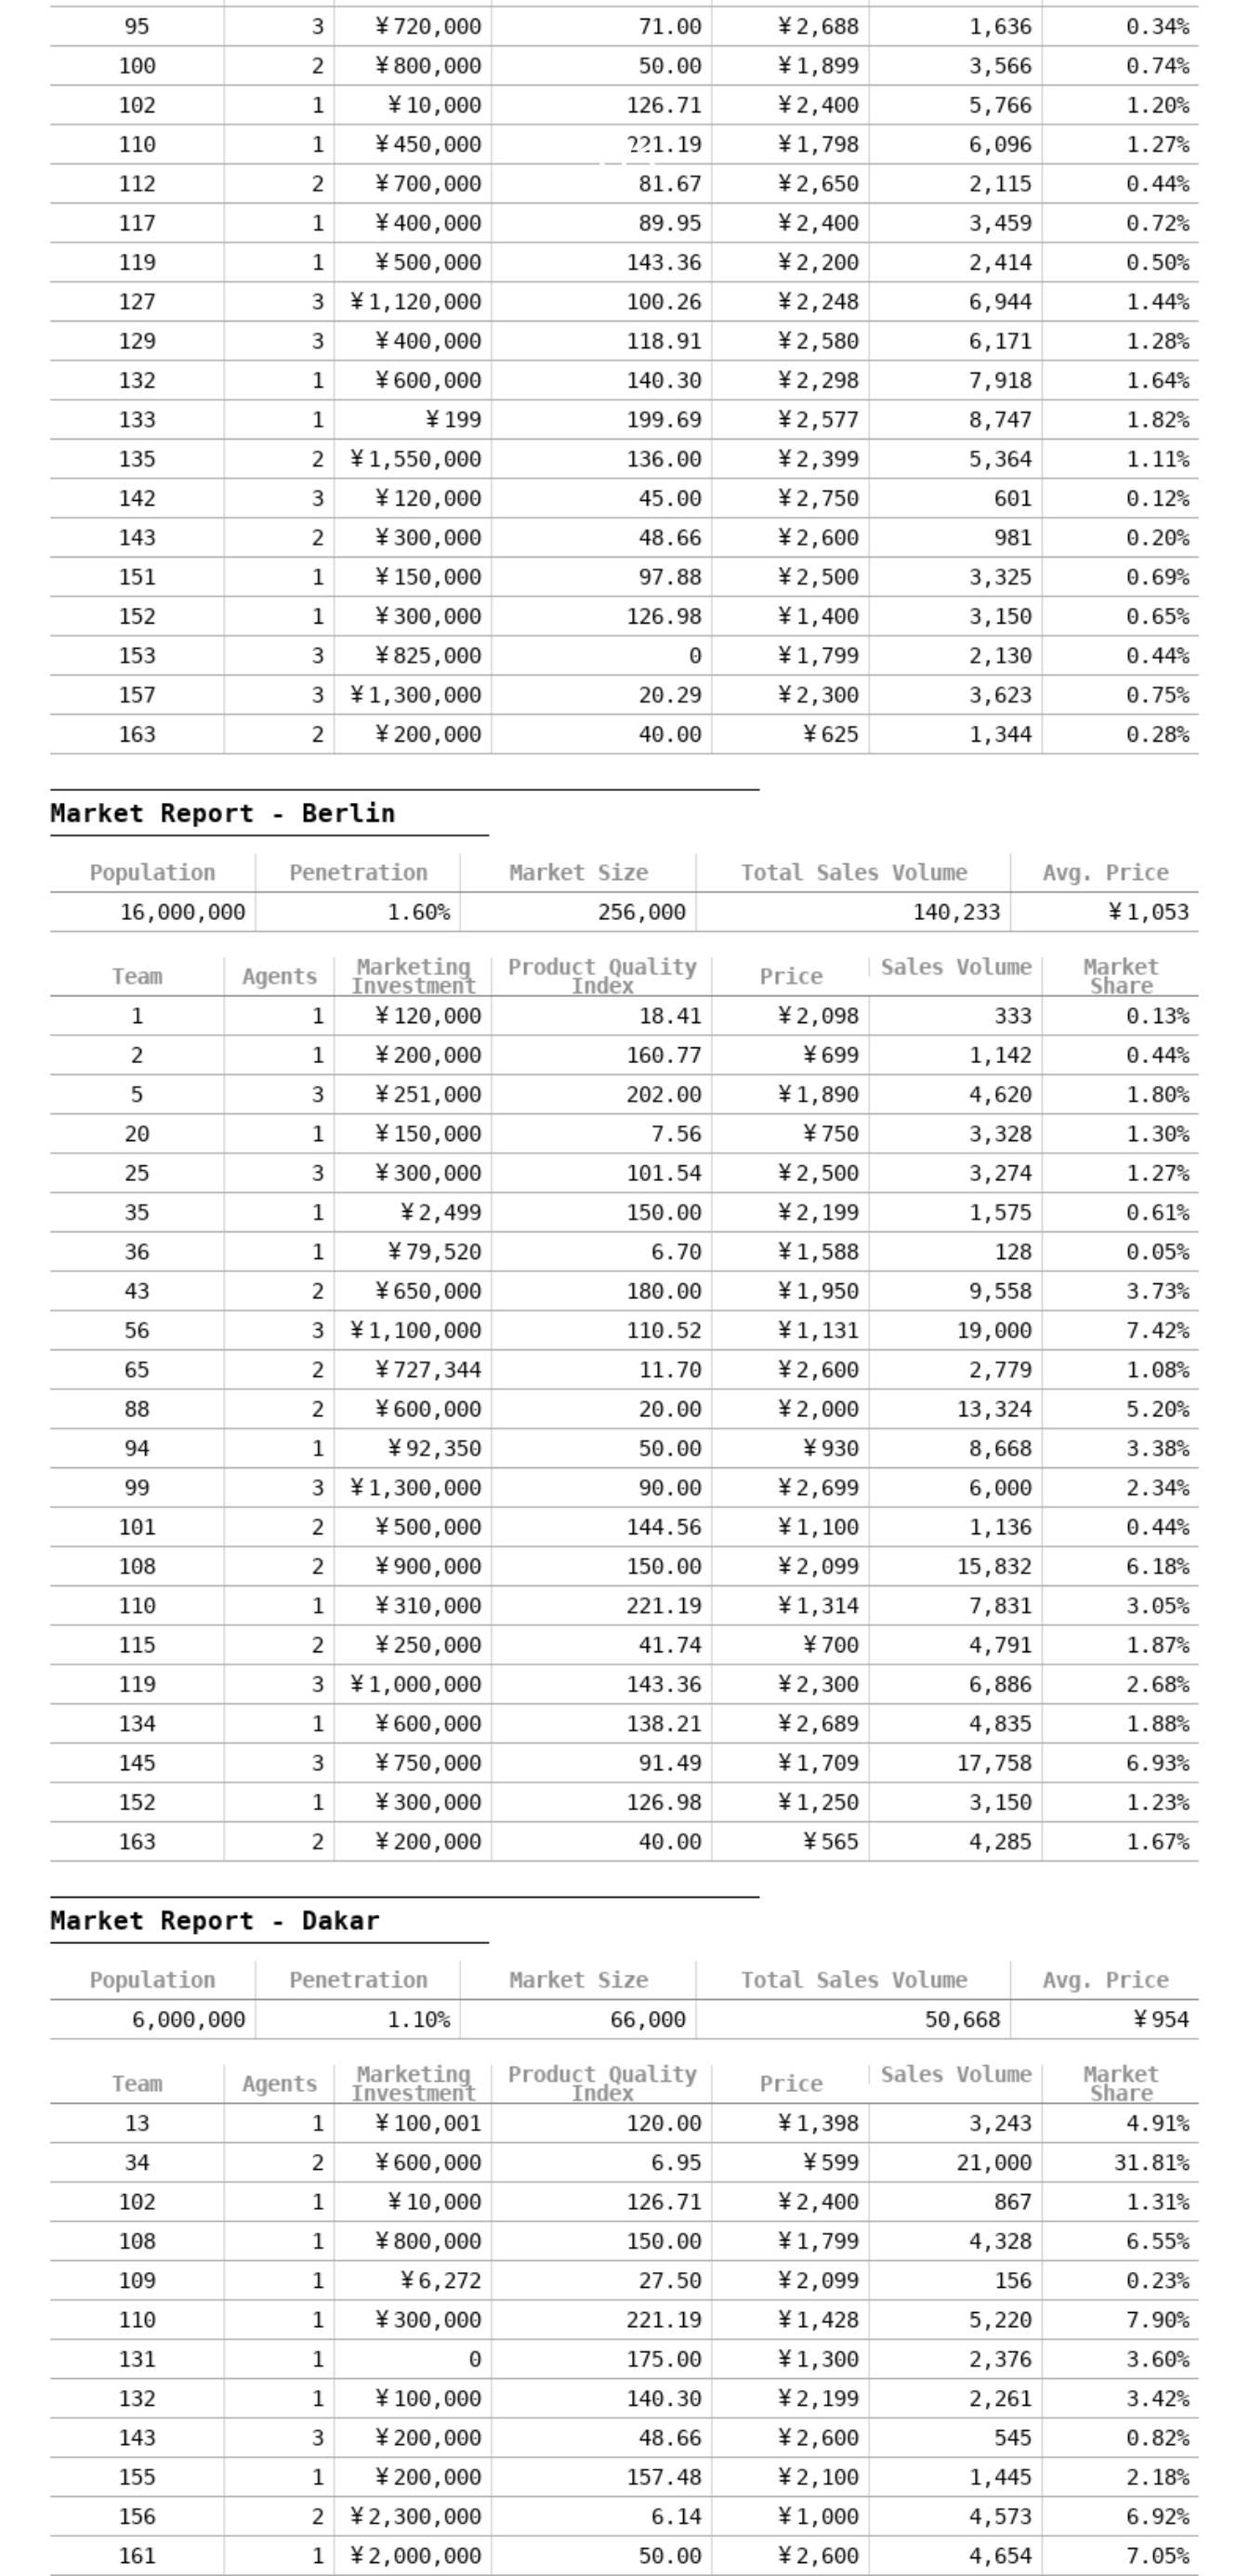 95 3 ¥720,000 71.00 ¥2,688 1,636 0.34%
100 2 ¥800,000 50.00 ¥1,899 3,566 0.74%
102 1 ¥10,000 126.71 ¥2,400 5,766 1.20%
110 1 ¥450,000 221.19 ¥1,798 6,096 1.27%
112 2 ¥700,000 81.67 ¥2,650 2,115 0.44%
117 1 ¥400,000 89.95 ¥2,400 3,459 0.72%
119 1 ¥500,000 143.36 ¥2,200 2,414 0.50%
127 3 ¥1,120,000 100.26 ¥2,248 6,944 1.44%
129 3 ¥400,000 118.91 ¥2,580 6,171 1.28%
132 1 ¥600,000 140.30 ¥2,298 7,918 1.64%
133 1 ¥199 199.69 ¥2,577 8,747 1.82%
135 2 ¥1,550,000 136.00 ¥2,399 5,364 1.11%
142 3 ¥120,000 45.00 ¥2,750 601 0.12%
143 2 ¥300,000 48.66 ¥2,600 981 0.20%
151 1 ¥150,000 97.88 ¥2,500 3,325 0.69%
152 1 ¥300,000 126.98 ¥1,400 3,150 0.65%
153 3 ¥825,000 0 ¥1,799 2,130 0.44%
157 3 ¥1,300,000 20.29 ¥2,300 3,623 0.75%
163 2 ¥200,000 40.00 ¥625 1,344 0.28%
Market Report - Berlin
Population Penetration Market Size Total Sales Volume Avg. Price
16,000,000 1.60% 256,000 140,233 ¥1,053
Team Agents Marketing Investment Product Quality Index Price Sales Volume Market Share
1 1 ¥120,000 18.41 ¥2,098 333 0.13%
2 1 ¥200,000 160.77 ¥699 1,142 0.44%
5 3 ¥251,000 202.00 ¥1,890 4,620 1.80%
20 1 ¥150,000 7.56 ¥750 3,328 1.30%
25 3 ¥300,000 101.54 ¥2,500 3,274 1.27%
35 1 ¥2,499 150.00 ¥2,199 1,575 0.61%
36 1 ¥79,520 6.70 ¥1,588 128 0.05%
43 2 ¥650,000 180.00 ¥1,950 9,558 3.73%
56 3 ¥1,100,000 110.52 ¥1,131 19,000 7.42%
65 2 ¥727,344 11.70 ¥2,600 2,779 1.08%
88 2 ¥600,000 20.00 ¥2,000 13,324 5.20%
94 1 ¥92,350 50.00 ¥930 8,668 3.38%
99 3 ¥1,300,000 90.00 ¥2,699 6,000 2.34%
101 2 ¥500,000 144.56 ¥1,100 1,136 0.44%
108 2 ¥900,000 150.00 ¥2,099 15,832 6.18%
110 1 ¥310,000 221.19 ¥1,314 7,831 3.05%
115 2 ¥250,000 41.74 ¥700 4,791 1.87%
119 3 ¥1,000,000 143.36 ¥2,300 6,886 2.68%
134 1 ¥600,000 138.21 ¥2,689 4,835 1.88%
145 3 ¥750,000 91.49 ¥1,709 17,758 6.93%
152 1 ¥300,000 126.98 ¥1,250 3,150 1.23%
163 2 ¥200,000 40.00 ¥565 4,285 1.67%
Market Report - Dakar
Population Penetration Market Size Total Sales Volume Avg. Price
6,000,000 1.10% 66,000 50,668 ¥954
Team Agents Marketing Investment Product Quality Index Price Sales Volume Market Share
13 1 ¥100,001 120.00 ¥1,398 3,243 4.91%
34 2 ¥600,000 6.95 ¥599 21,000 31.81%
102 1 ¥10,000 126.71 ¥2,400 867 1.31%
108 1 ¥800,000 150.00 ¥1,799 4,328 6.55%
109 1 ¥6,272 27.50 ¥2,099 156 0.23%
110 1 ¥300,000 221.19 ¥1,428 5,220 7.90%
131 1 0 175.00 ¥1,300 2,376 3.60%
132 1 ¥100,000 140.30 ¥2,199 2,261 3.42%
143 3 ¥200,000 48.66 ¥2,600 545 0.82%
155 1 ¥200,000 157.48 ¥2,100 1,445 2.18%
156 2 ¥2,300,000 6.14 ¥1,000 4,573 6.92%
161 1 ¥2,000,000 50.00 ¥2,600 4,654 7.05%